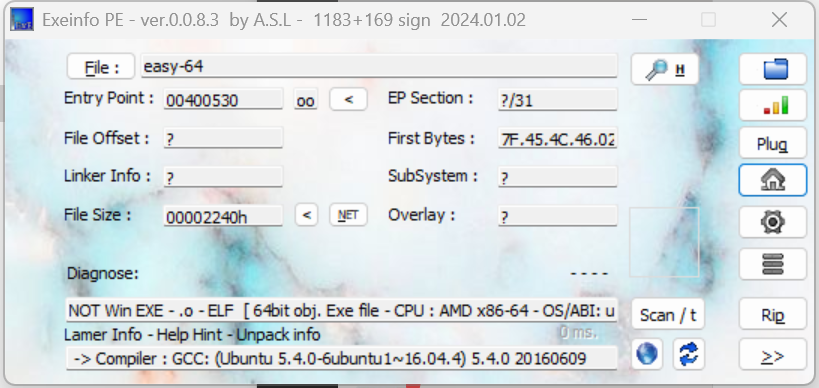 Exeinfo PE - ver.0.0.8.3 by A.S.L - 1183+169 sign 2024.01.02
File : easy-64 H
Entry Point : 00400530 oo < EP Section : ?/31
File Offset : ? First Bytes : 7F.45.4C.46.02 Plug
Linker Info : ? SubSystem : ?
File Size : 00002240h < NET Overlay : ?
Diagnose: ----
NOT Win EXE - .o - ELF [ 64bit obj. Exe file - CPU : AMD x86-64 - OS/ABI: u Scan / t Rip
Lamer Info - Help Hint - Unpack info 0 ms.
-> Compiler : GCC: (Ubuntu 5.4.0-6ubuntu1~16.04.4) 5.4.0 20160609 >>